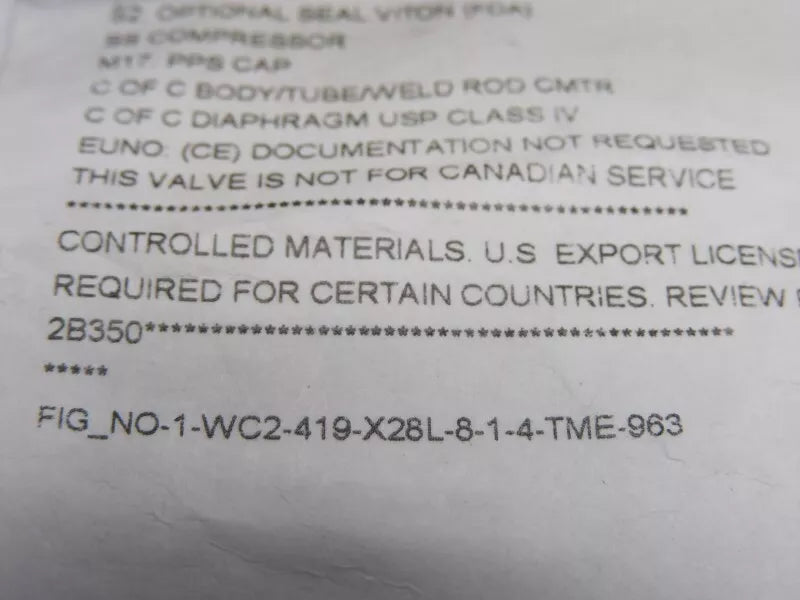 S2 OPTIONAL SEAL VITON (FDA)
COMPRESSOR
M17 PPS CAP
C OF C BODY/TUBE/WELD ROD CMTR
C OF C DIAPHRAGM USP CLASS IV
EUNO: (CE) DOCUMENTATION NOT REQUESTED
THIS VALVE IS NOT FOR CANADIAN SERVICE
************************************************************
CONTROLLED MATERIALS. U.S EXPORT LICENS
REQUIRED FOR CERTAIN COUNTRIES. REVIEW
2B350******************************************************
*****
FIG_NO-1-WC2-419-X28L-8-1-4-TME-963